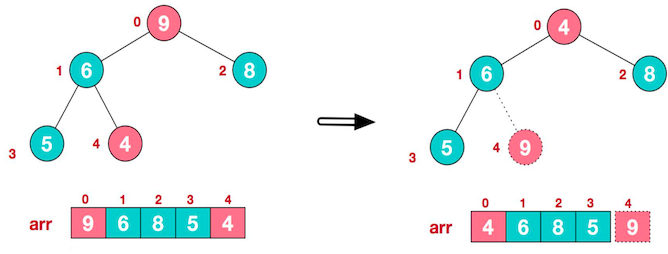 0 9
1 6 2 8
3 5 4 4
0 1 2 3 4
arr 9 6 8 5 4
0 4
1 6 2 8
3 5 4 9
0 1 2 3 4
arr 4 6 8 5 9